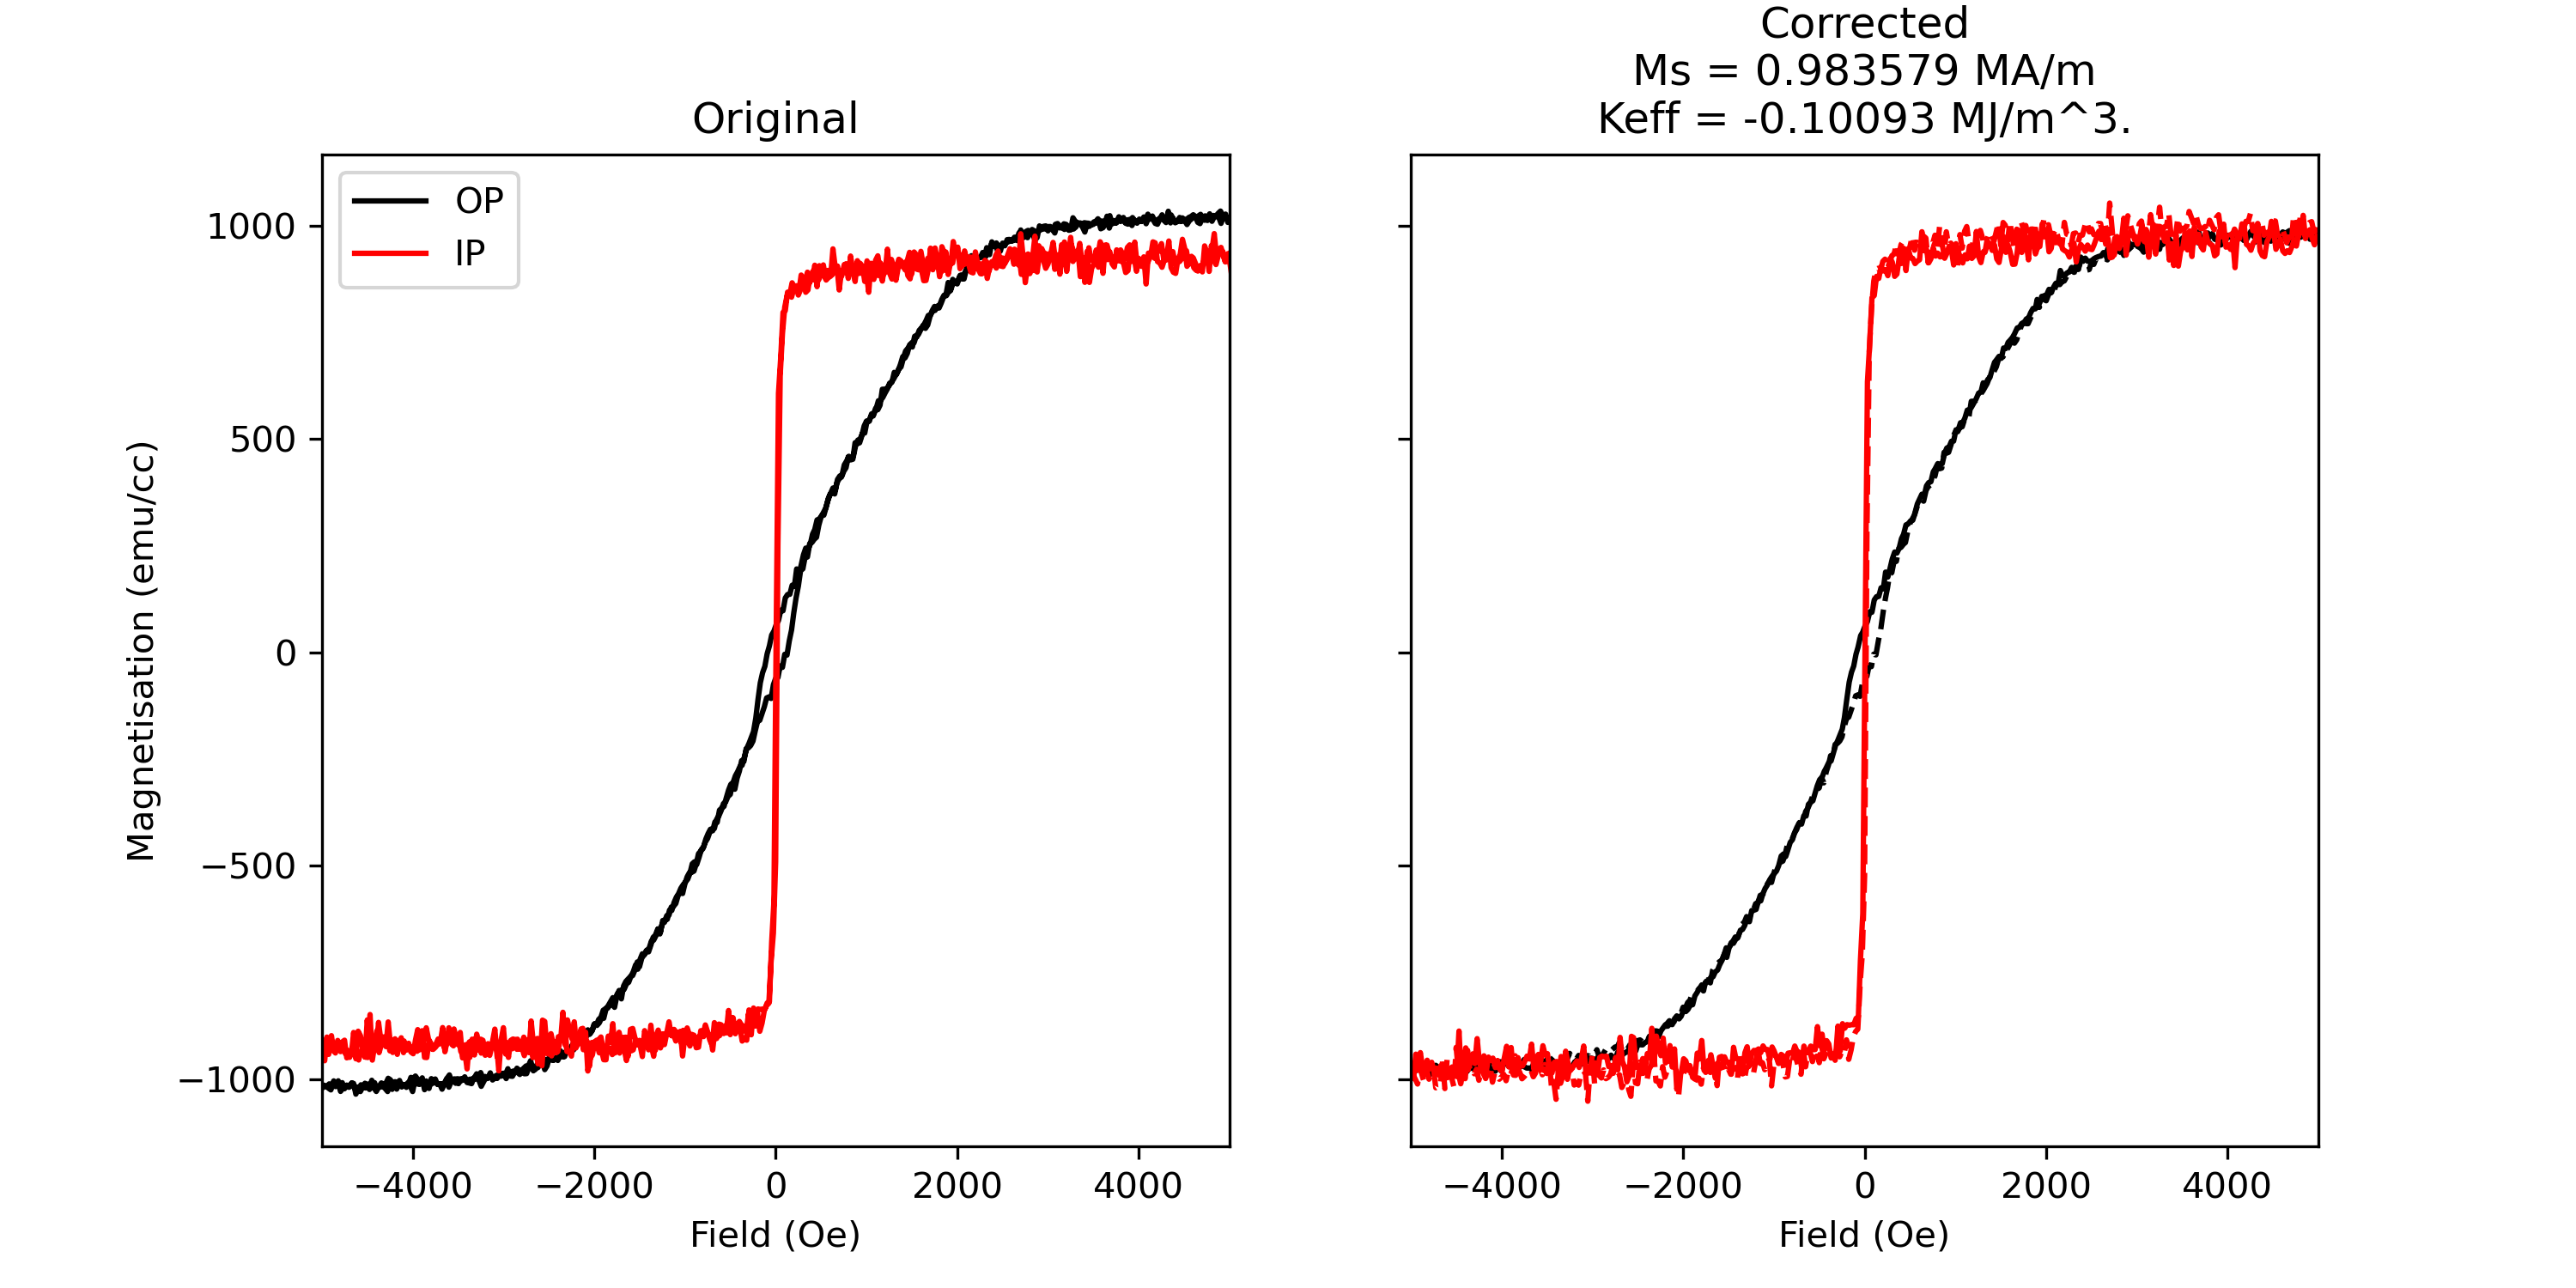 Original
OP
IP
1000
500
0
−500
−1000
Magnetisation (emu/cc)
−4000 −2000 0 2000 4000
Field (Oe)
Corrected
Ms = 0.983579 MA/m
Keff = -0.10093 MJ/m^3.
−4000 −2000 0 2000 4000
Field (Oe)